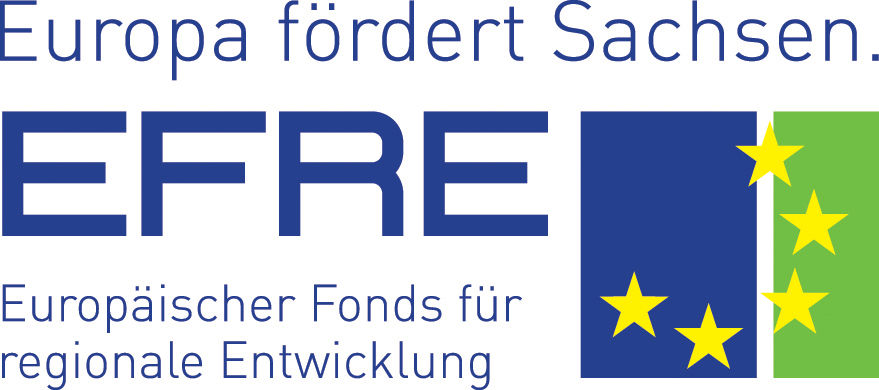 Europa fördert Sachsen.
EFRE
Europäischer Fonds für
regionale Entwicklung